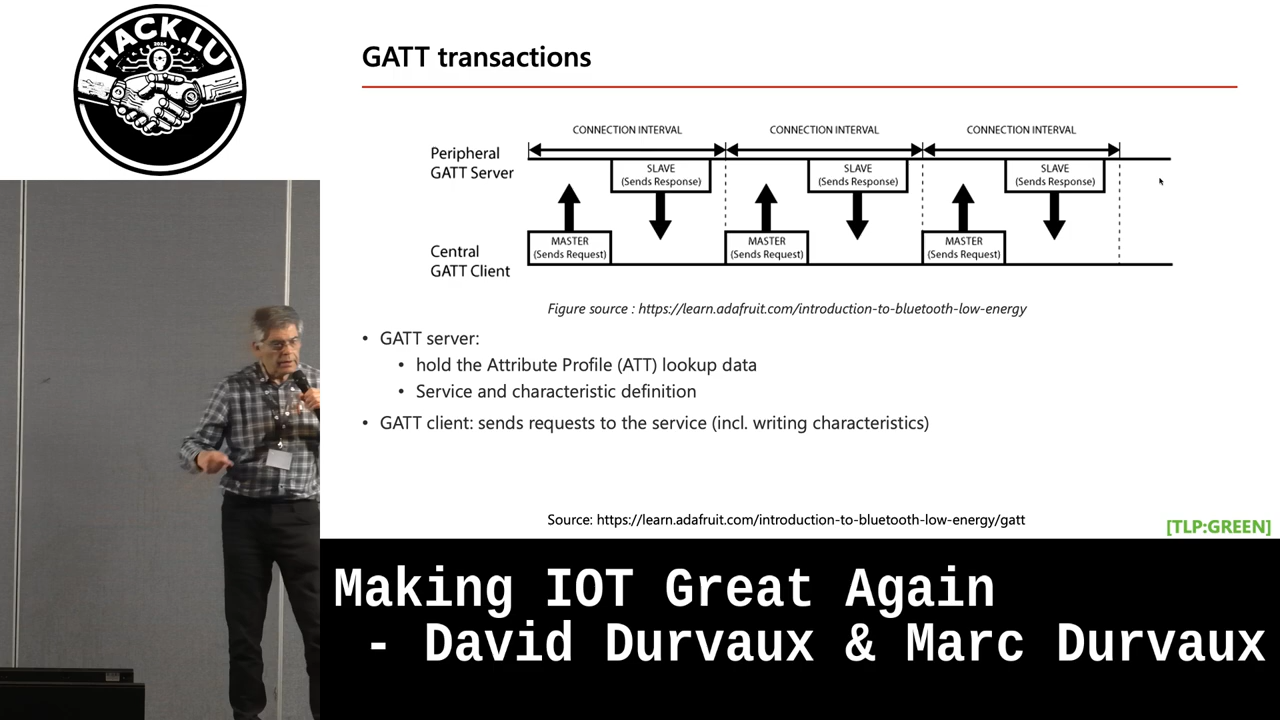 HACK.LU
2024
GATT transactions
CONNECTION INTERVAL CONNECTION INTERVAL CONNECTION INTERVAL
Peripheral
GATT Server
SLAVE
(Sends Response)
SLAVE
(Sends Response)
SLAVE
(Sends Response)
MASTER
(Sends Request)
MASTER
(Sends Request)
MASTER
(Sends Request)
Central
GATT Client
Figure source : https://learn.adafruit.com/introduction-to-bluetooth-low-energy
• GATT server:
• hold the Attribute Profile (ATT) lookup data
• Service and characteristic definition
• GATT client: sends requests to the service (incl. writing characteristics)
Source: https://learn.adafruit.com/introduction-to-bluetooth-low-energy/gatt
[TLP:GREEN]
Making IOT Great Again
- David Durvaux & Marc Durvaux